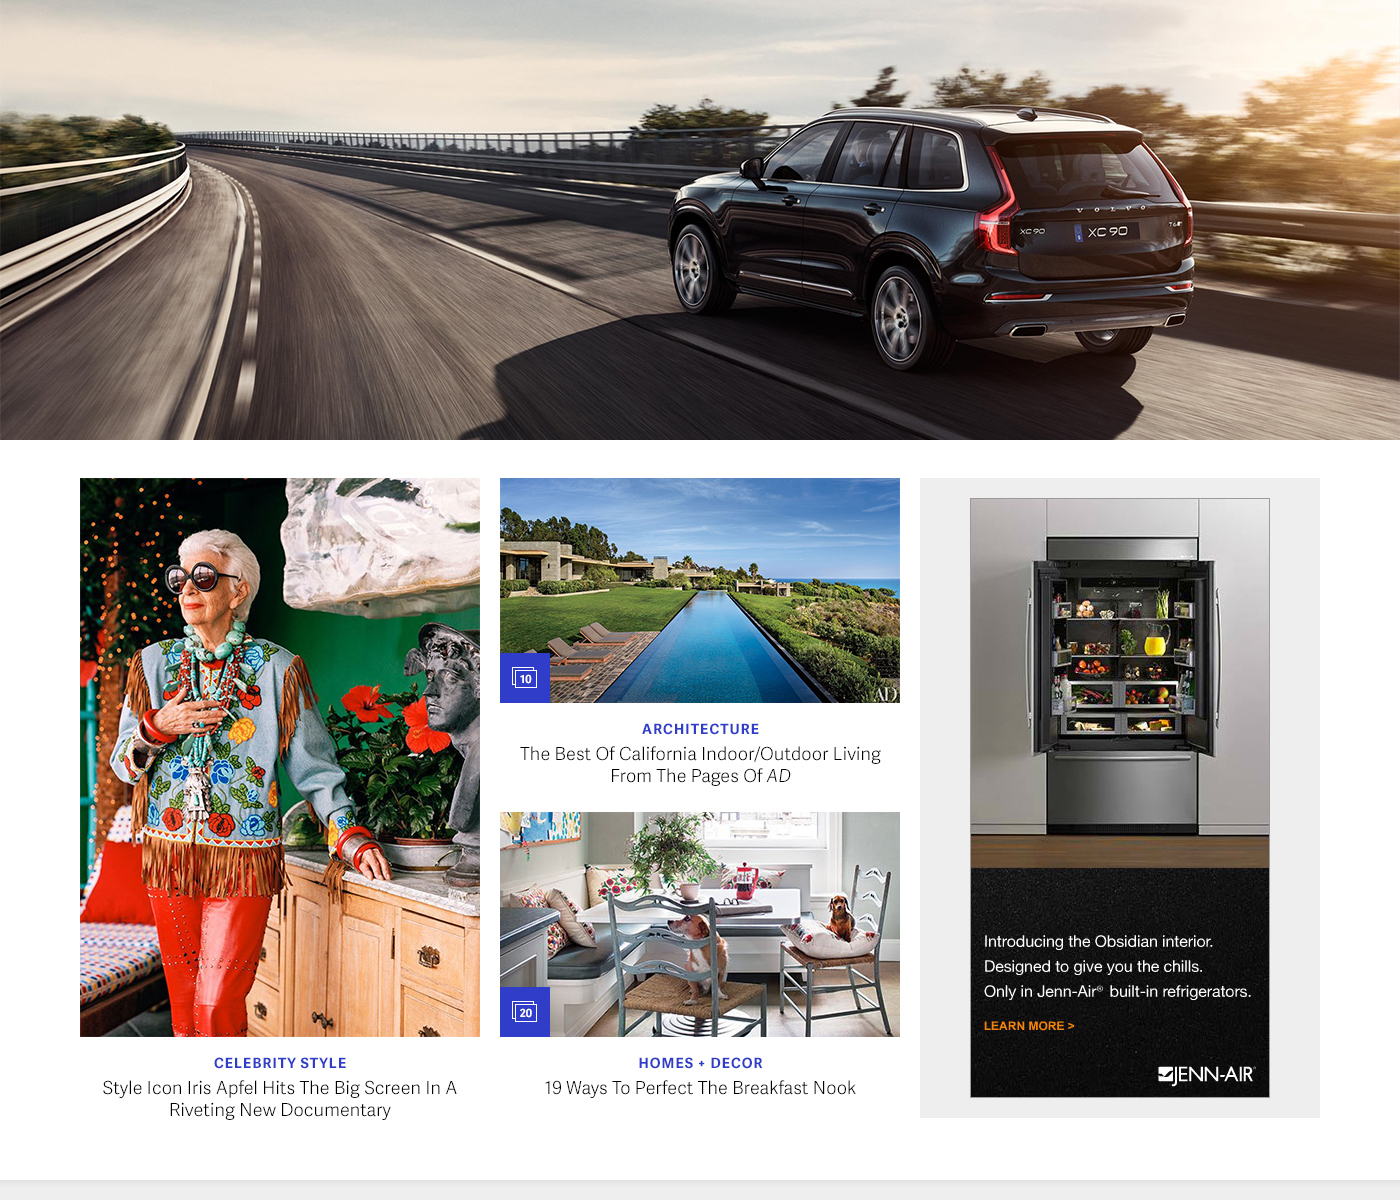 VOLVO
XC90
XC90
10
AD
ARCHITECTURE
The Best Of California Indoor/Outdoor Living
From The Pages Of AD
20
CELEBRITY STYLE
Style Icon Iris Apfel Hits The Big Screen In A
Riveting New Documentary
HOMES + DECOR
19 Ways To Perfect The Breakfast Nook
Introducing the Obsidian interior.
Designed to give you the chills.
Only in Jenn-Air® built-in refrigerators.
LEARN MORE >
JENN-AIR